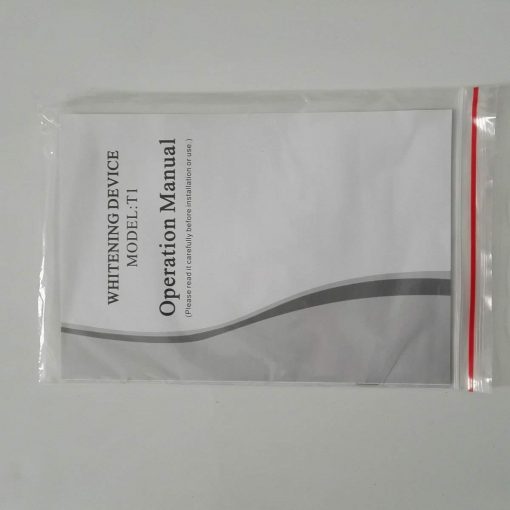 WHITENING DEVICE
MODEL:T1
Operation Manual
(Please read it carefully before installation or use )